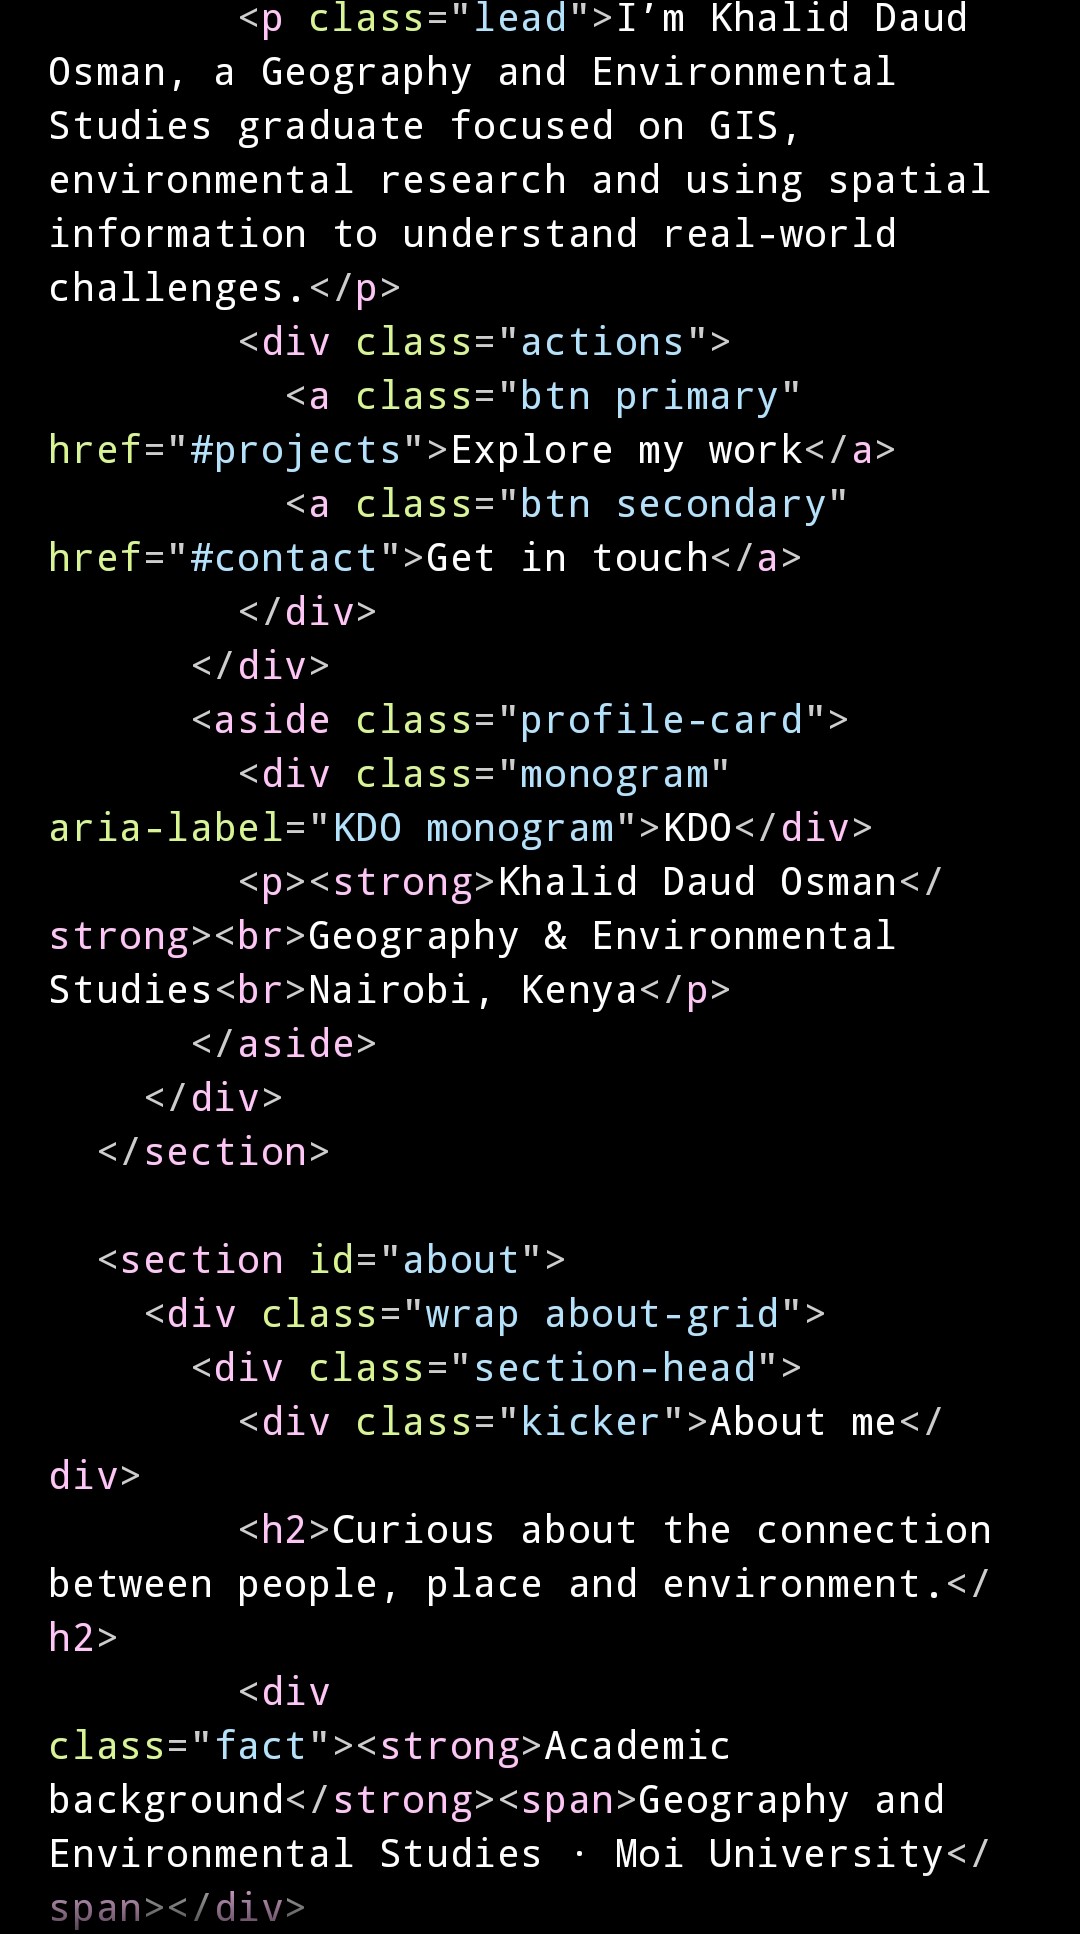 <p class="lead">I’m Khalid Daud
Osman, a Geography and Environmental
Studies graduate focused on GIS,
environmental research and using spatial
information to understand real-world
challenges.</p>
<div class="actions">
<a class="btn primary"
href="#projects">Explore my work</a>
<a class="btn secondary"
href="#contact">Get in touch</a>
</div>
</div>
<aside class="profile-card">
<div class="monogram"
aria-label="KDO monogram">KDO</div>
<p><strong>Khalid Daud Osman</
strong><br>Geography & Environmental
Studies<br>Nairobi, Kenya</p>
</aside>
</div>
</section>
<section id="about">
<div class="wrap about-grid">
<div class="section-head">
<div class="kicker">About me</
div>
<h2>Curious about the connection
between people, place and environment.</
h2>
<div
class="fact"><strong>Academic
background</strong><span>Geography and
Environmental Studies · Moi University</
span></div>